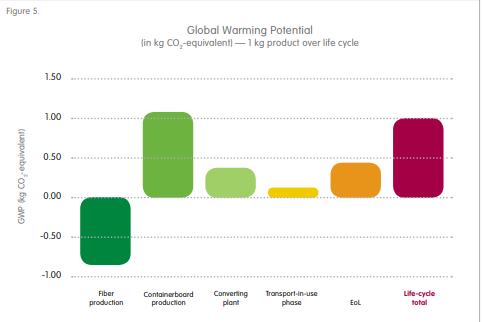 Figure 5.
Global Warming Potential
(in kg CO₂-equivalent) — 1 kg product over life cycle
GWP (kg CO₂-equivalent)
1.50
1.00
0.50
0.00
-0.50
-1.00
Fiber
production
Containerboard
production
Converting
plant
Transport-in-use
phase
EoL
Life-cycle
total